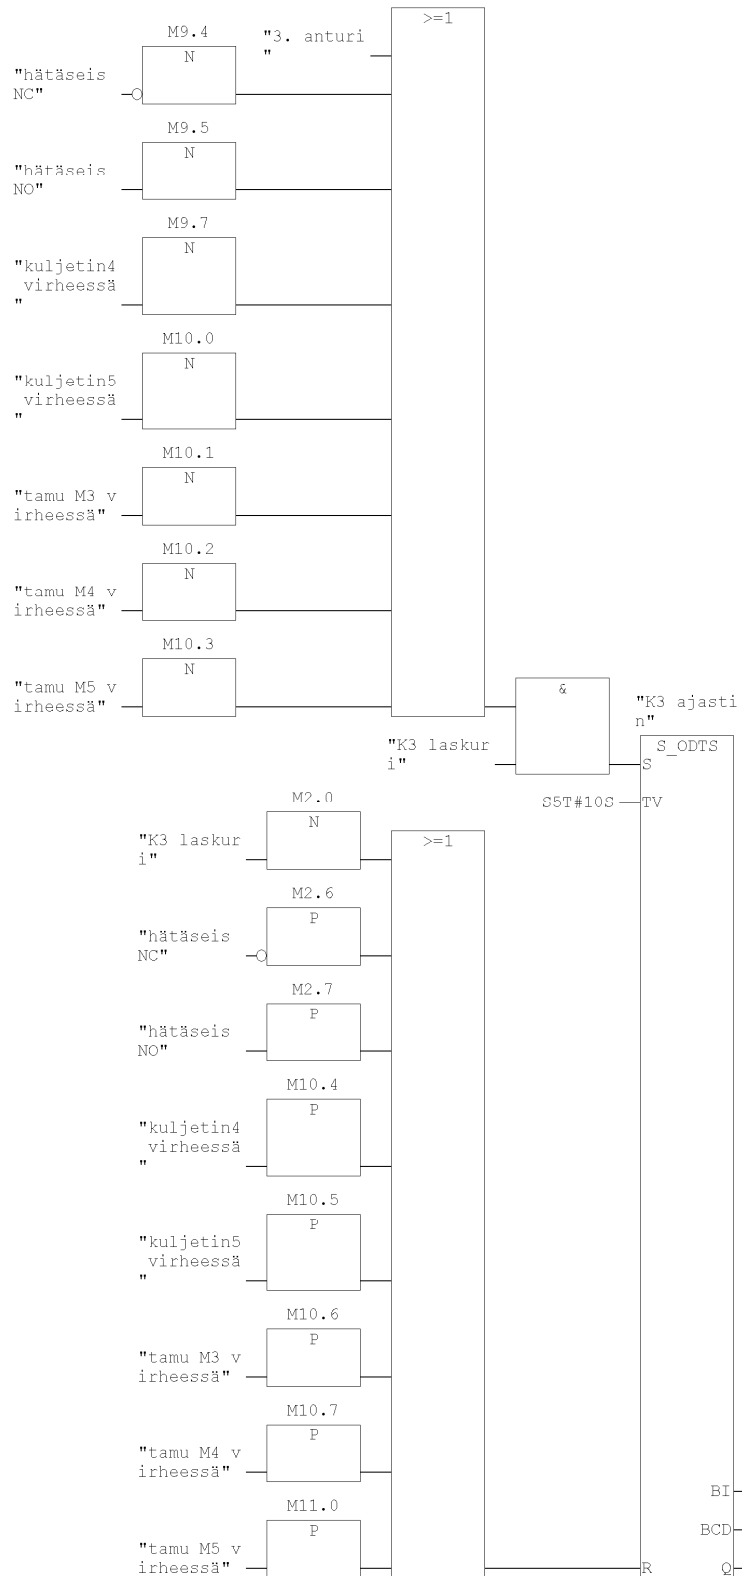 >=1
M9.4
"3. anturi
"
N
"hätäseis
NC"
M9.5
N
"hätäseis
NO"
M9.7
N
"kuljetin4
virheessä
"
M10.0
N
"kuljetin5
virheessä
"
M10.1
N
"tamu M3 v
irheessä"
M10.2
N
"tamu M4 v
irheessä"
M10.3
N
"tamu M5 v
irheessä"
&
"K3 laskur
i"
"K3 ajasti
n"
S_ODTS
S
S5T#10S
TV
M2.0
N
"K3 laskur
i"
>=1
M2.6
P
"hätäseis
NC"
M2.7
P
"hätäseis
NO"
M10.4
P
"kuljetin4
virheessä
"
M10.5
P
"kuljetin5
virheessä
"
M10.6
P
"tamu M3 v
irheessä"
M10.7
P
"tamu M4 v
irheessä"
BI
M11.0
P
BCD
"tamu M5 v
irheessä"
R
Q